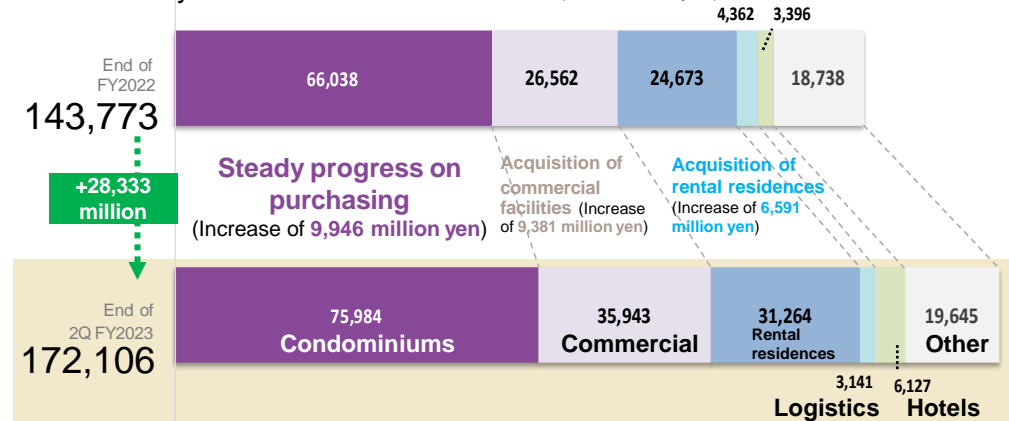 4,362 3,396
End of
FY2022
143,773
66,038 26,562 24,673 18,738
+28,333
million
Steady progress on
purchasing
(Increase of 9,946 million yen)
Acquisition of
commercial
facilities (Increase
of 9,381 million yen)
Acquisition of
rental residences
(Increase of 6,591
million yen)
End of
2Q FY2023
172,106
75,984
Condominiums
35,943
Commercial
31,264
Rental
residences
19,645
Other
3,141 6,127
Logistics Hotels